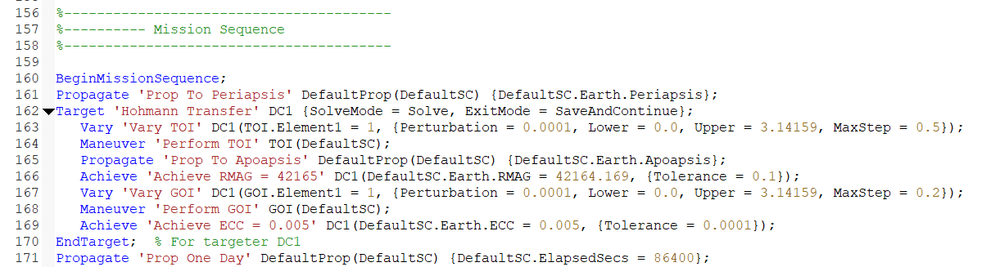 156 %----------------------------------------
157 %---------- Mission Sequence
158 %----------------------------------------
159
160 BeginMissionSequence;
161 Propagate 'Prop To Periapsis' DefaultProp(DefaultSC) {DefaultSC.Earth.Periapsis};
162 Target 'Hohmann Transfer' DC1 {SolveMode = Solve, ExitMode = SaveAndContinue};
163    Vary 'Vary TOI' DC1(TOI.Element1 = 1, {Perturbation = 0.0001, Lower = 0.0, Upper = 3.14159, MaxStep = 0.5});
164    Maneuver 'Perform TOI' TOI(DefaultSC);
165    Propagate 'Prop To Apoapsis' DefaultProp(DefaultSC) {DefaultSC.Earth.Apoapsis};
166    Achieve 'Achieve RMAG = 42165' DC1(DefaultSC.Earth.RMAG = 42164.169, {Tolerance = 0.1});
167    Vary 'Vary GOI' DC1(GOI.Element1 = 1, {Perturbation = 0.0001, Lower = 0.0, Upper = 3.14159, MaxStep = 0.2});
168    Maneuver 'Perform GOI' GOI(DefaultSC);
169    Achieve 'Achieve ECC = 0.005' DC1(DefaultSC.Earth.ECC = 0.005, {Tolerance = 0.0001});
170 EndTarget;  % For targeter DC1
171 Propagate 'Prop One Day' DefaultProp(DefaultSC) {DefaultSC.ElapsedSecs = 86400};